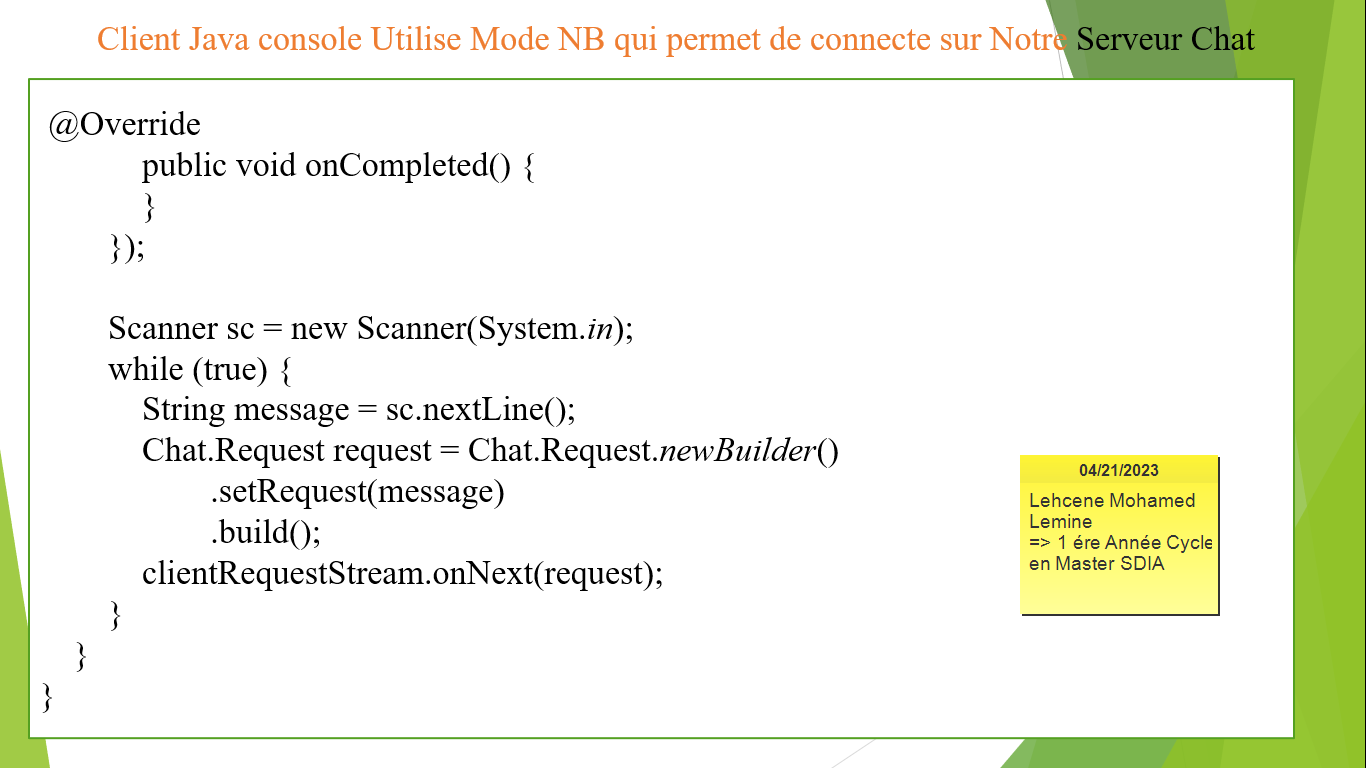 Client Java console Utilise Mode NB qui permet de connecte sur Notre Serveur Chat
@Override
public void onCompleted() {
}
});
Scanner sc = new Scanner(System.in);
while (true) {
String message = sc.nextLine();
Chat.Request request = Chat.Request.newBuilder()
.setRequest(message)
.build();
clientRequestStream.onNext(request);
}
}
}
04/21/2023
Lehcene Mohamed
Lemine
=> 1 ére Année Cycle
en Master SDIA